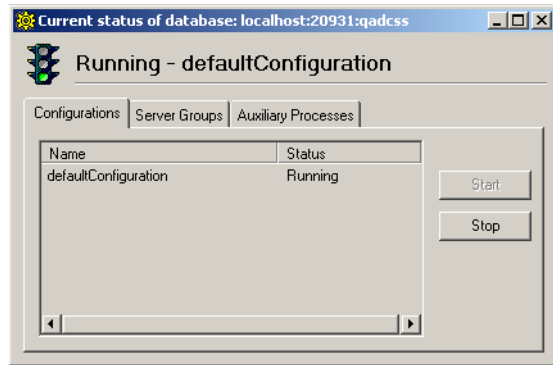 Current status of database: localhost:20931:qadcss
Running - defaultConfiguration
Configurations Server Groups Auxiliary Processes
Name Status
defaultConfiguration Running
Start
Stop